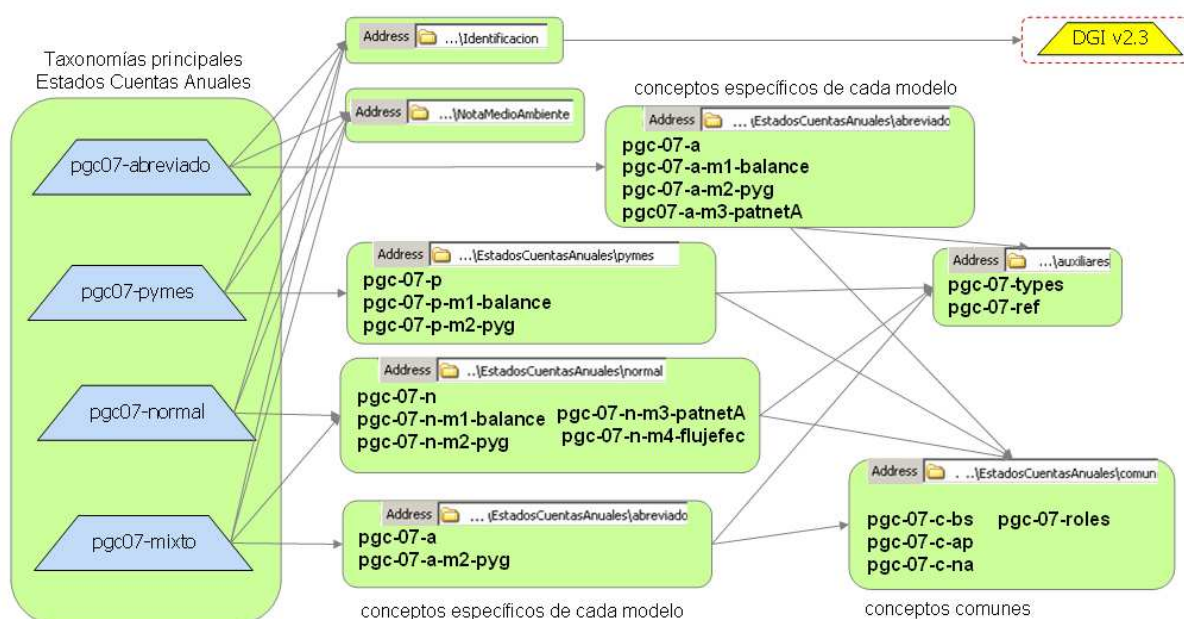 Taxonomías principales
Estados Cuentas Anuales
pgc07-abreviado
pgc07-pymes
pgc07-normal
pgc07-mixto
Address ...\Identificacion
DGI v2.3
Address ...\NotaMedioAmbiente
conceptos específicos de cada modelo
Address ... \EstadosCuentasAnuales\abreviado
pgc-07-a
pgc-07-a-m1-balance
pgc-07-a-m2-pyg
pgc07-a-m3-patnetA
Address ...\EstadosCuentasAnuales\pymes
pgc-07-p
pgc-07-p-m1-balance
pgc-07-p-m2-pyg
Address ...\auxiliares
pgc-07-types
pgc-07-ref
Address ..\EstadosCuentasAnuales\normal
pgc-07-n
pgc-07-n-m1-balance
pgc-07-n-m2-pyg
pgc-07-n-m3-patnetA
pgc-07-n-m4-flujefec
Address ... \EstadosCuentasAnuales\abreviado
pgc-07-a
pgc-07-a-m2-pyg
conceptos específicos de cada modelo
Address . ..\EstadosCuentasAnuales\comun
pgc-07-c-bs pgc-07-roles
pgc-07-c-ap
pgc-07-c-na
conceptos comunes